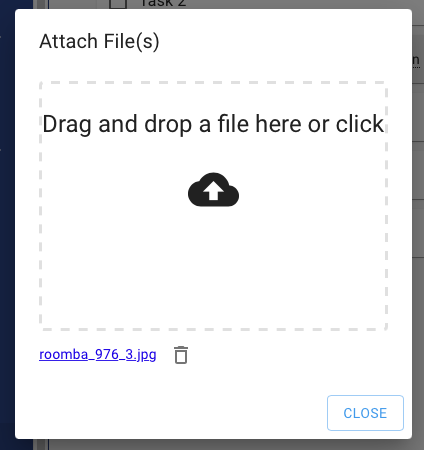 Task 2
Attach File(s)
Drag and drop a file here or click
roomba_976_3.jpg
CLOSE